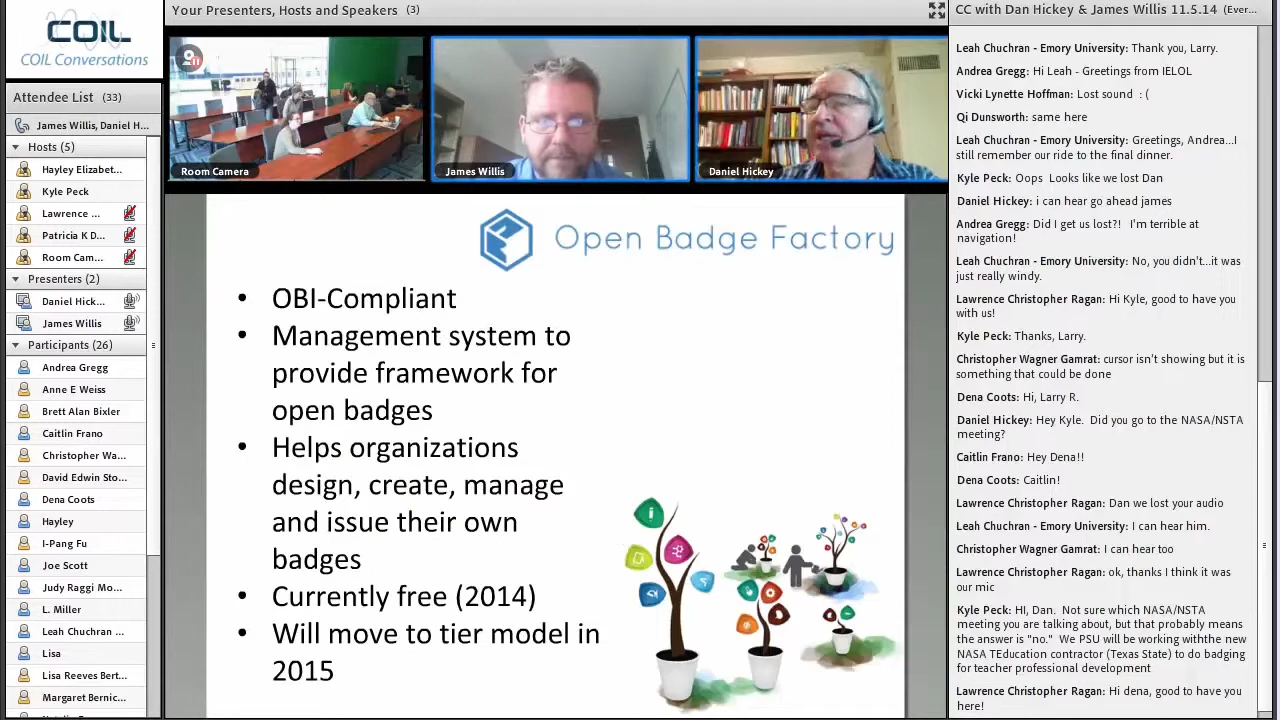 COIL
COIL Conversations
Attendee List (33)
James Willis, Daniel H...
Hosts (5)
Hayley Elizabet...
Kyle Peck
Lawrence ...
Patricia K D...
Room Cam...
Presenters (2)
Daniel Hick...
James Willis
Participants (26)
Andrea Gregg
Anne E Weiss
Brett Alan Bixler
Caitlin Frano
Christopher Wa...
David Edwin Sto...
Dena Coots
Hayley
I-Pang Fu
Joe Scott
Judy Raggi Mo...
L. Miller
Leah Chuchran ...
Lisa
Lisa Reeves Bert...
Margaret Bernic...
Your Presenters, Hosts and Speakers (3)
Room Camera
James Willis
Daniel Hickey
Open Badge Factory
• OBI-Compliant
• Management system to
provide framework for
open badges
• Helps organizations
design, create, manage
and issue their own
badges
• Currently free (2014)
• Will move to tier model in
2015
CC with Dan Hickey & James Willis 11.5.14 (Ever...
Leah Chuchran - Emory University: Thank you, Larry.
Andrea Gregg: Hi Leah - Greetings from IELOL
Vicki Lynette Hoffman: Lost sound : (
Qi Dunsworth: same here
Leah Chuchran - Emory University: Greetings, Andrea...I
still remember our ride to the final dinner.
Kyle Peck: Oops Looks like we lost Dan
Daniel Hickey: i can hear go ahead james
Andrea Gregg: Did I get us lost?! I'm terrible at
navigation!
Leah Chuchran - Emory University: No, you didn't...it was
just really windy.
Lawrence Christopher Ragan: Hi Kyle, good to have you
with us!
Kyle Peck: Thanks, Larry.
Christopher Wagner Gamrat: cursor isn't showing but it is
something that could be done
Dena Coots: Hi, Larry R.
Daniel Hickey: Hey Kyle. Did you go to the NASA/NSTA
meeting?
Caitlin Frano: Hey Dena!!
Dena Coots: Caitlin!
Lawrence Christopher Ragan: Dan we lost your audio
Leah Chuchran - Emory University: I can hear him.
Christopher Wagner Gamrat: I can hear too
Lawrence Christopher Ragan: ok, thanks I think it was
our mic
Kyle Peck: HI, Dan. Not sure which NASA/NSTA
meeting you are talking about, but that probably means
the answer is "no." We PSU will be working withthe new
NASA TEducation contractor (Texas State) to do badging
for teacher professional development
Lawrence Christopher Ragan: Hi dena, good to have you
here!